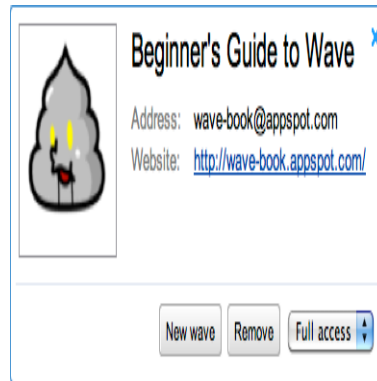 Beginner's Guide to Wave
Address: wave-book@appspot.com
Website: http://wave-book.appspot.com/
New wave Remove Full access